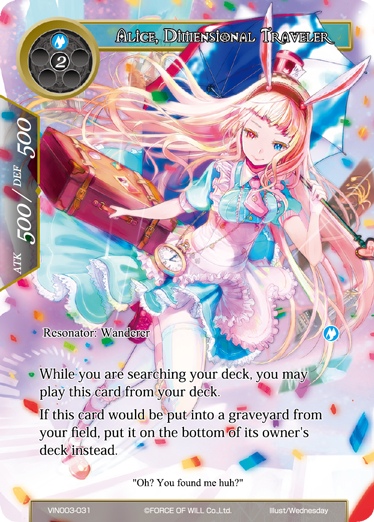 Alice, Dimensional Traveler
2
ATK 500 / DEF 500
Resonator: Wanderer
While you are searching your deck, you may
play this card from your deck.
If this card would be put into a graveyard from
your field, put it on the bottom of its owner's
deck instead.
"Oh? You found me huh?"
VIN003-031 ©FORCE OF WILL Co.,Ltd. Illust/Wednesday